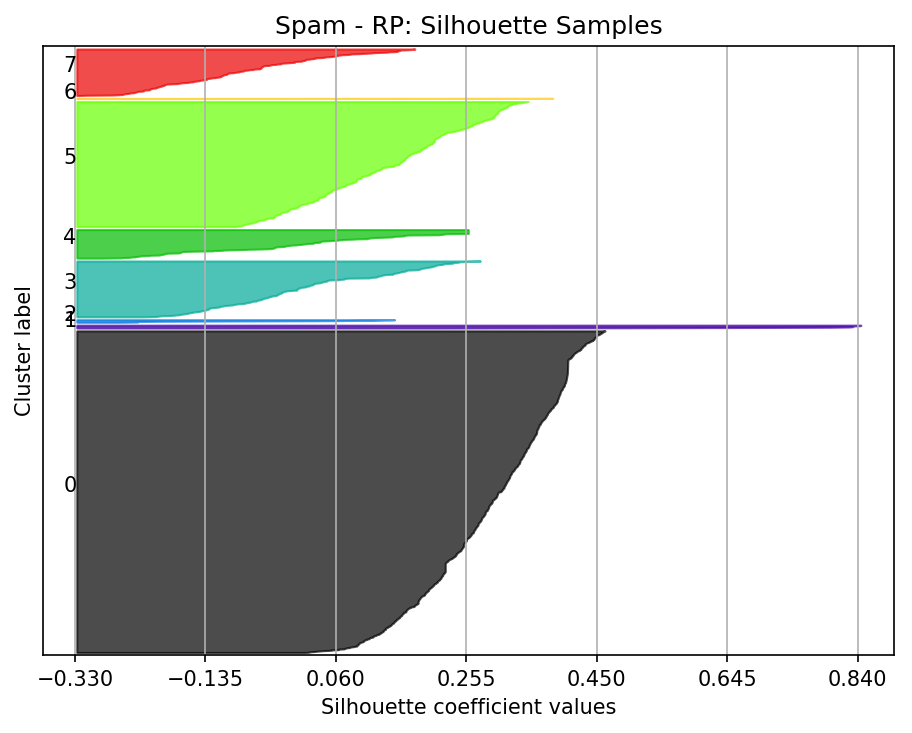 Spam - RP: Silhouette Samples
7
6
5
4
3
2
1
0
Cluster label
−0.330 −0.135 0.060 0.255 0.450 0.645 0.840
Silhouette coefficient values